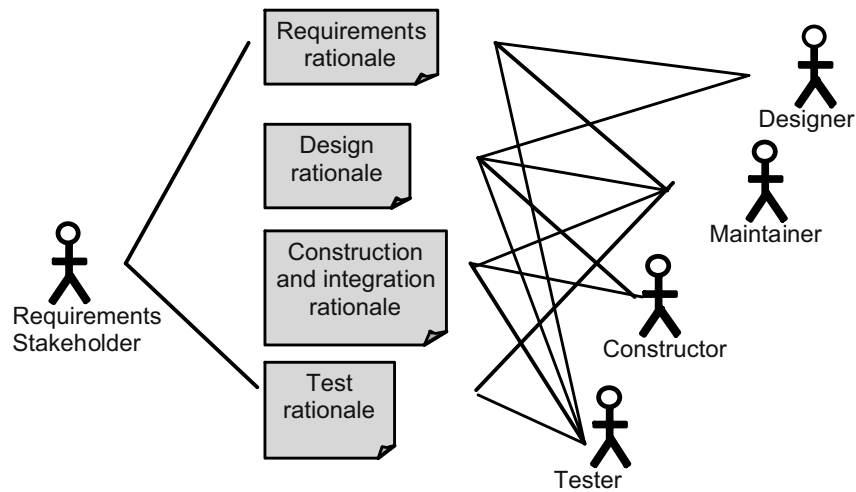 Requirements
rationale
Designer
Design
rationale
Maintainer
Construction
and integration
rationale
Requirements
Stakeholder
Constructor
Test
rationale
Tester